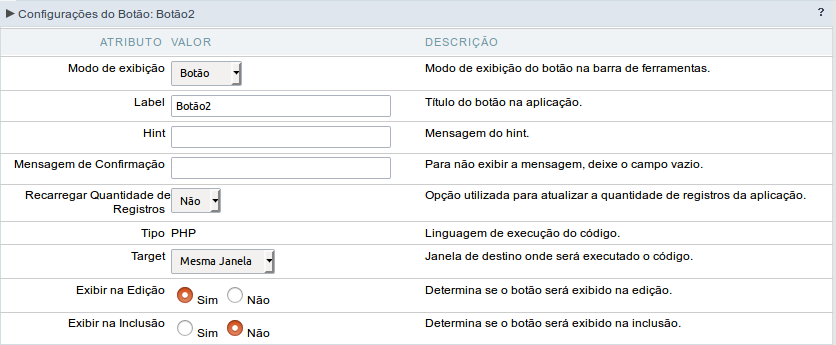 Configurações do Botão: Botão2 ?
ATRIBUTO VALOR DESCRIÇÃO
Modo de exibição Botão Modo de exibição do botão na barra de ferramentas.
Label Botão2 Título do botão na aplicação.
Hint Mensagem do hint.
Mensagem de Confirmação Para não exibir a mensagem, deixe o campo vazio.
Recarregar Quantidade de Não Opção utilizada para atualizar a quantidade de registros da aplicação.
Registros
Tipo PHP Linguagem de execução do código.
Target Mesma Janela Janela de destino onde será executado o código.
Exibir na Edição Sim Não Determina se o botão será exibido na edição.
Exibir na Inclusão Sim Não Determina se o botão será exibido na inclusão.